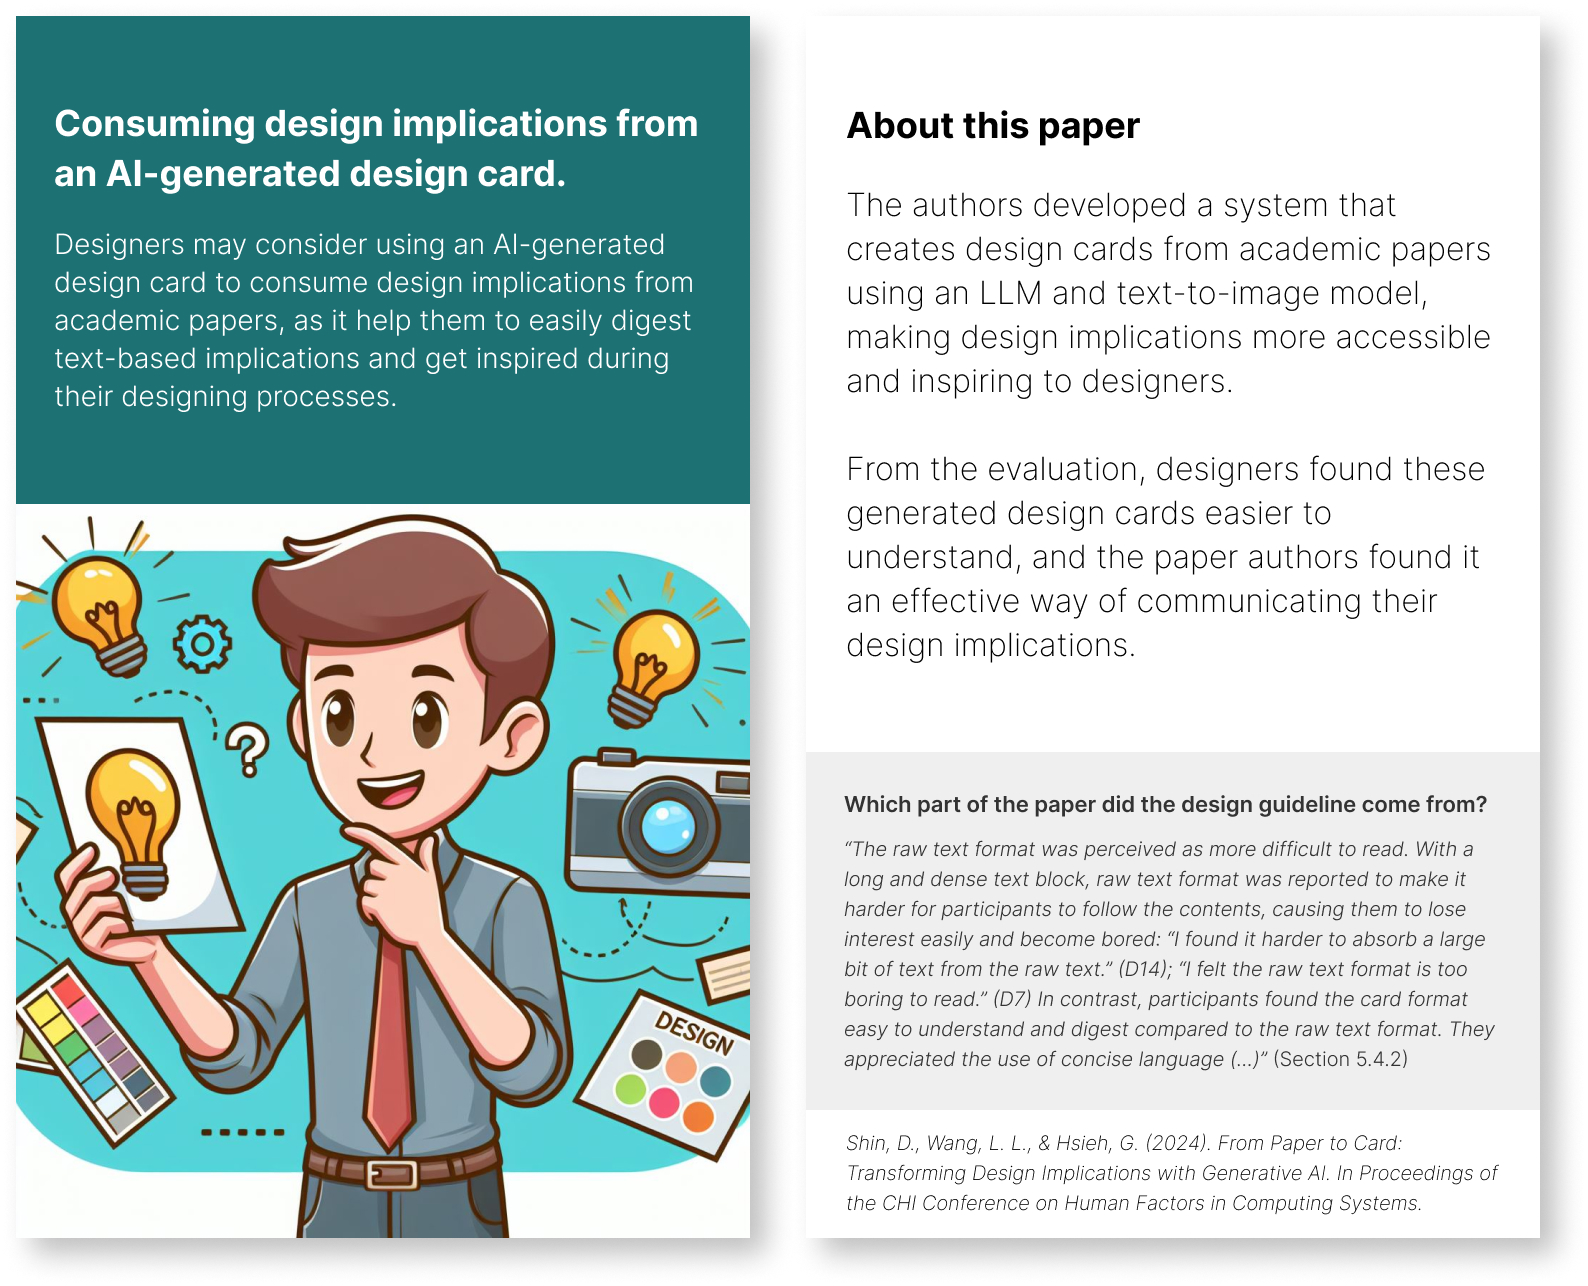 Consuming design implications from
an AI-generated design card.
Designers may consider using an AI-generated
design card to consume design implications from
academic papers, as it help them to easily digest
text-based implications and get inspired during
their designing processes.
?
DESIGN
About this paper
The authors developed a system that
creates design cards from academic papers
using an LLM and text-to-image model,
making design implications more accessible
and inspiring to designers.
From the evaluation, designers found these
generated design cards easier to
understand, and the paper authors found it
an effective way of communicating their
design implications.
Which part of the paper did the design guideline come from?
“The raw text format was perceived as more difficult to read. With a
long and dense text block, raw text format was reported to make it
harder for participants to follow the contents, causing them to lose
interest easily and become bored: “I found it harder to absorb a large
bit of text from the raw text.” (D14); “I felt the raw text format is too
boring to read.” (D7) In contrast, participants found the card format
easy to understand and digest compared to the raw text format. They
appreciated the use of concise language (...)” (Section 5.4.2)
Shin, D., Wang, L. L., & Hsieh, G. (2024). From Paper to Card:
Transforming Design Implications with Generative AI. In Proceedings of
the CHI Conference on Human Factors in Computing Systems.